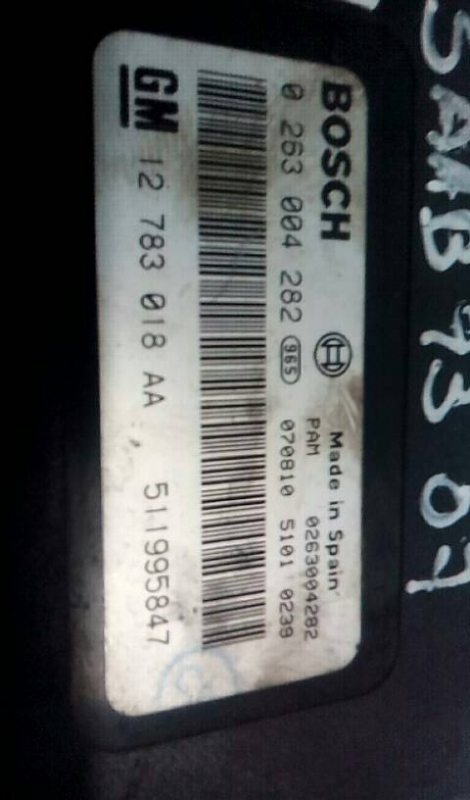 SAAB 93 07
BOSCH
Made in Spain
PAM 0263004282
0 263 004 282 965 070810 5101 0239
GM 12 783 018 AA 511995847